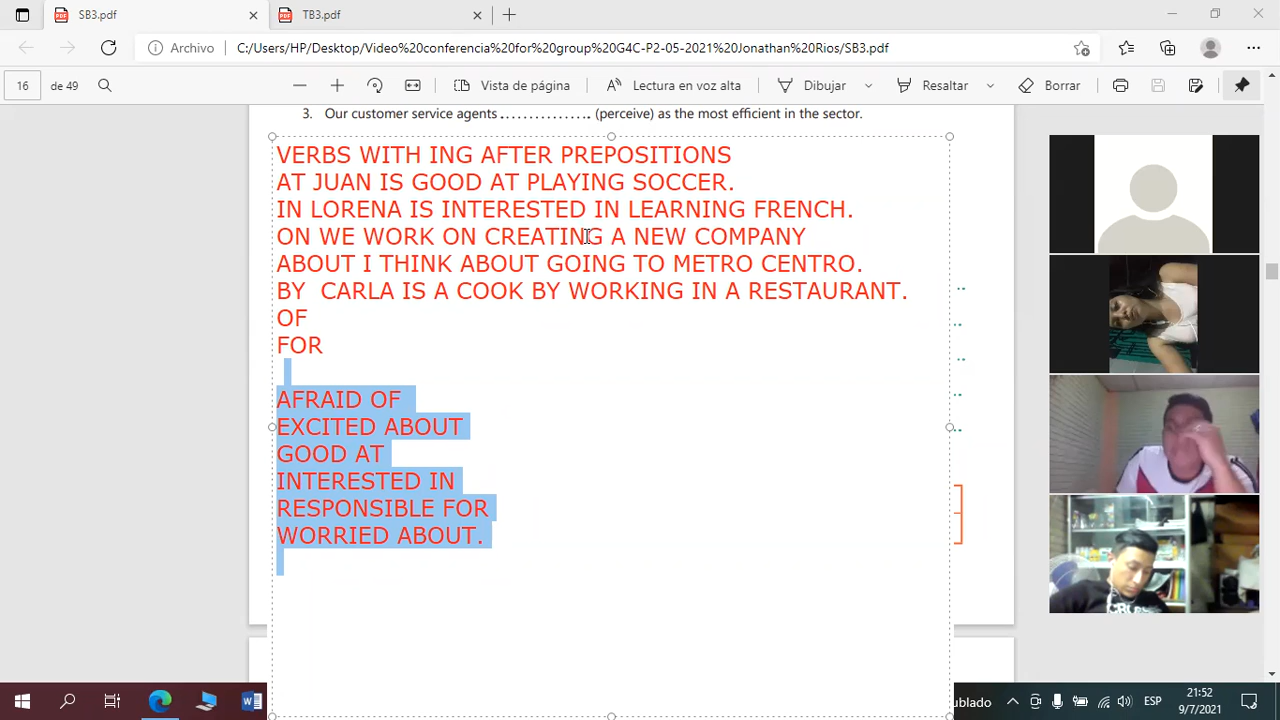 SB3.pdf
TB3.pdf
Archivo
C:/Users/HP/Desktop/Video%20conferencia%20for%20group%20G4C-P2-05-2021%20Jonathan%20Rios/SB3.pdf
16 de 49
Vista de página
Lectura en voz alta
Dibujar
Resaltar
Borrar
3. Our customer service agents ............... (perceive) as the most efficient in the sector.
VERBS WITH ING AFTER PREPOSITIONS
AT JUAN IS GOOD AT PLAYING SOCCER.
IN LORENA IS INTERESTED IN LEARNING FRENCH.
ON WE WORK ON CREATING A NEW COMPANY
ABOUT I THINK ABOUT GOING TO METRO CENTRO.
BY  CARLA IS A COOK BY WORKING IN A RESTAURANT.
OF
FOR
AFRAID OF
EXCITED ABOUT
GOOD AT
INTERESTED IN
RESPONSIBLE FOR
WORRIED ABOUT.
ublado
ESP
21:52
9/7/2021